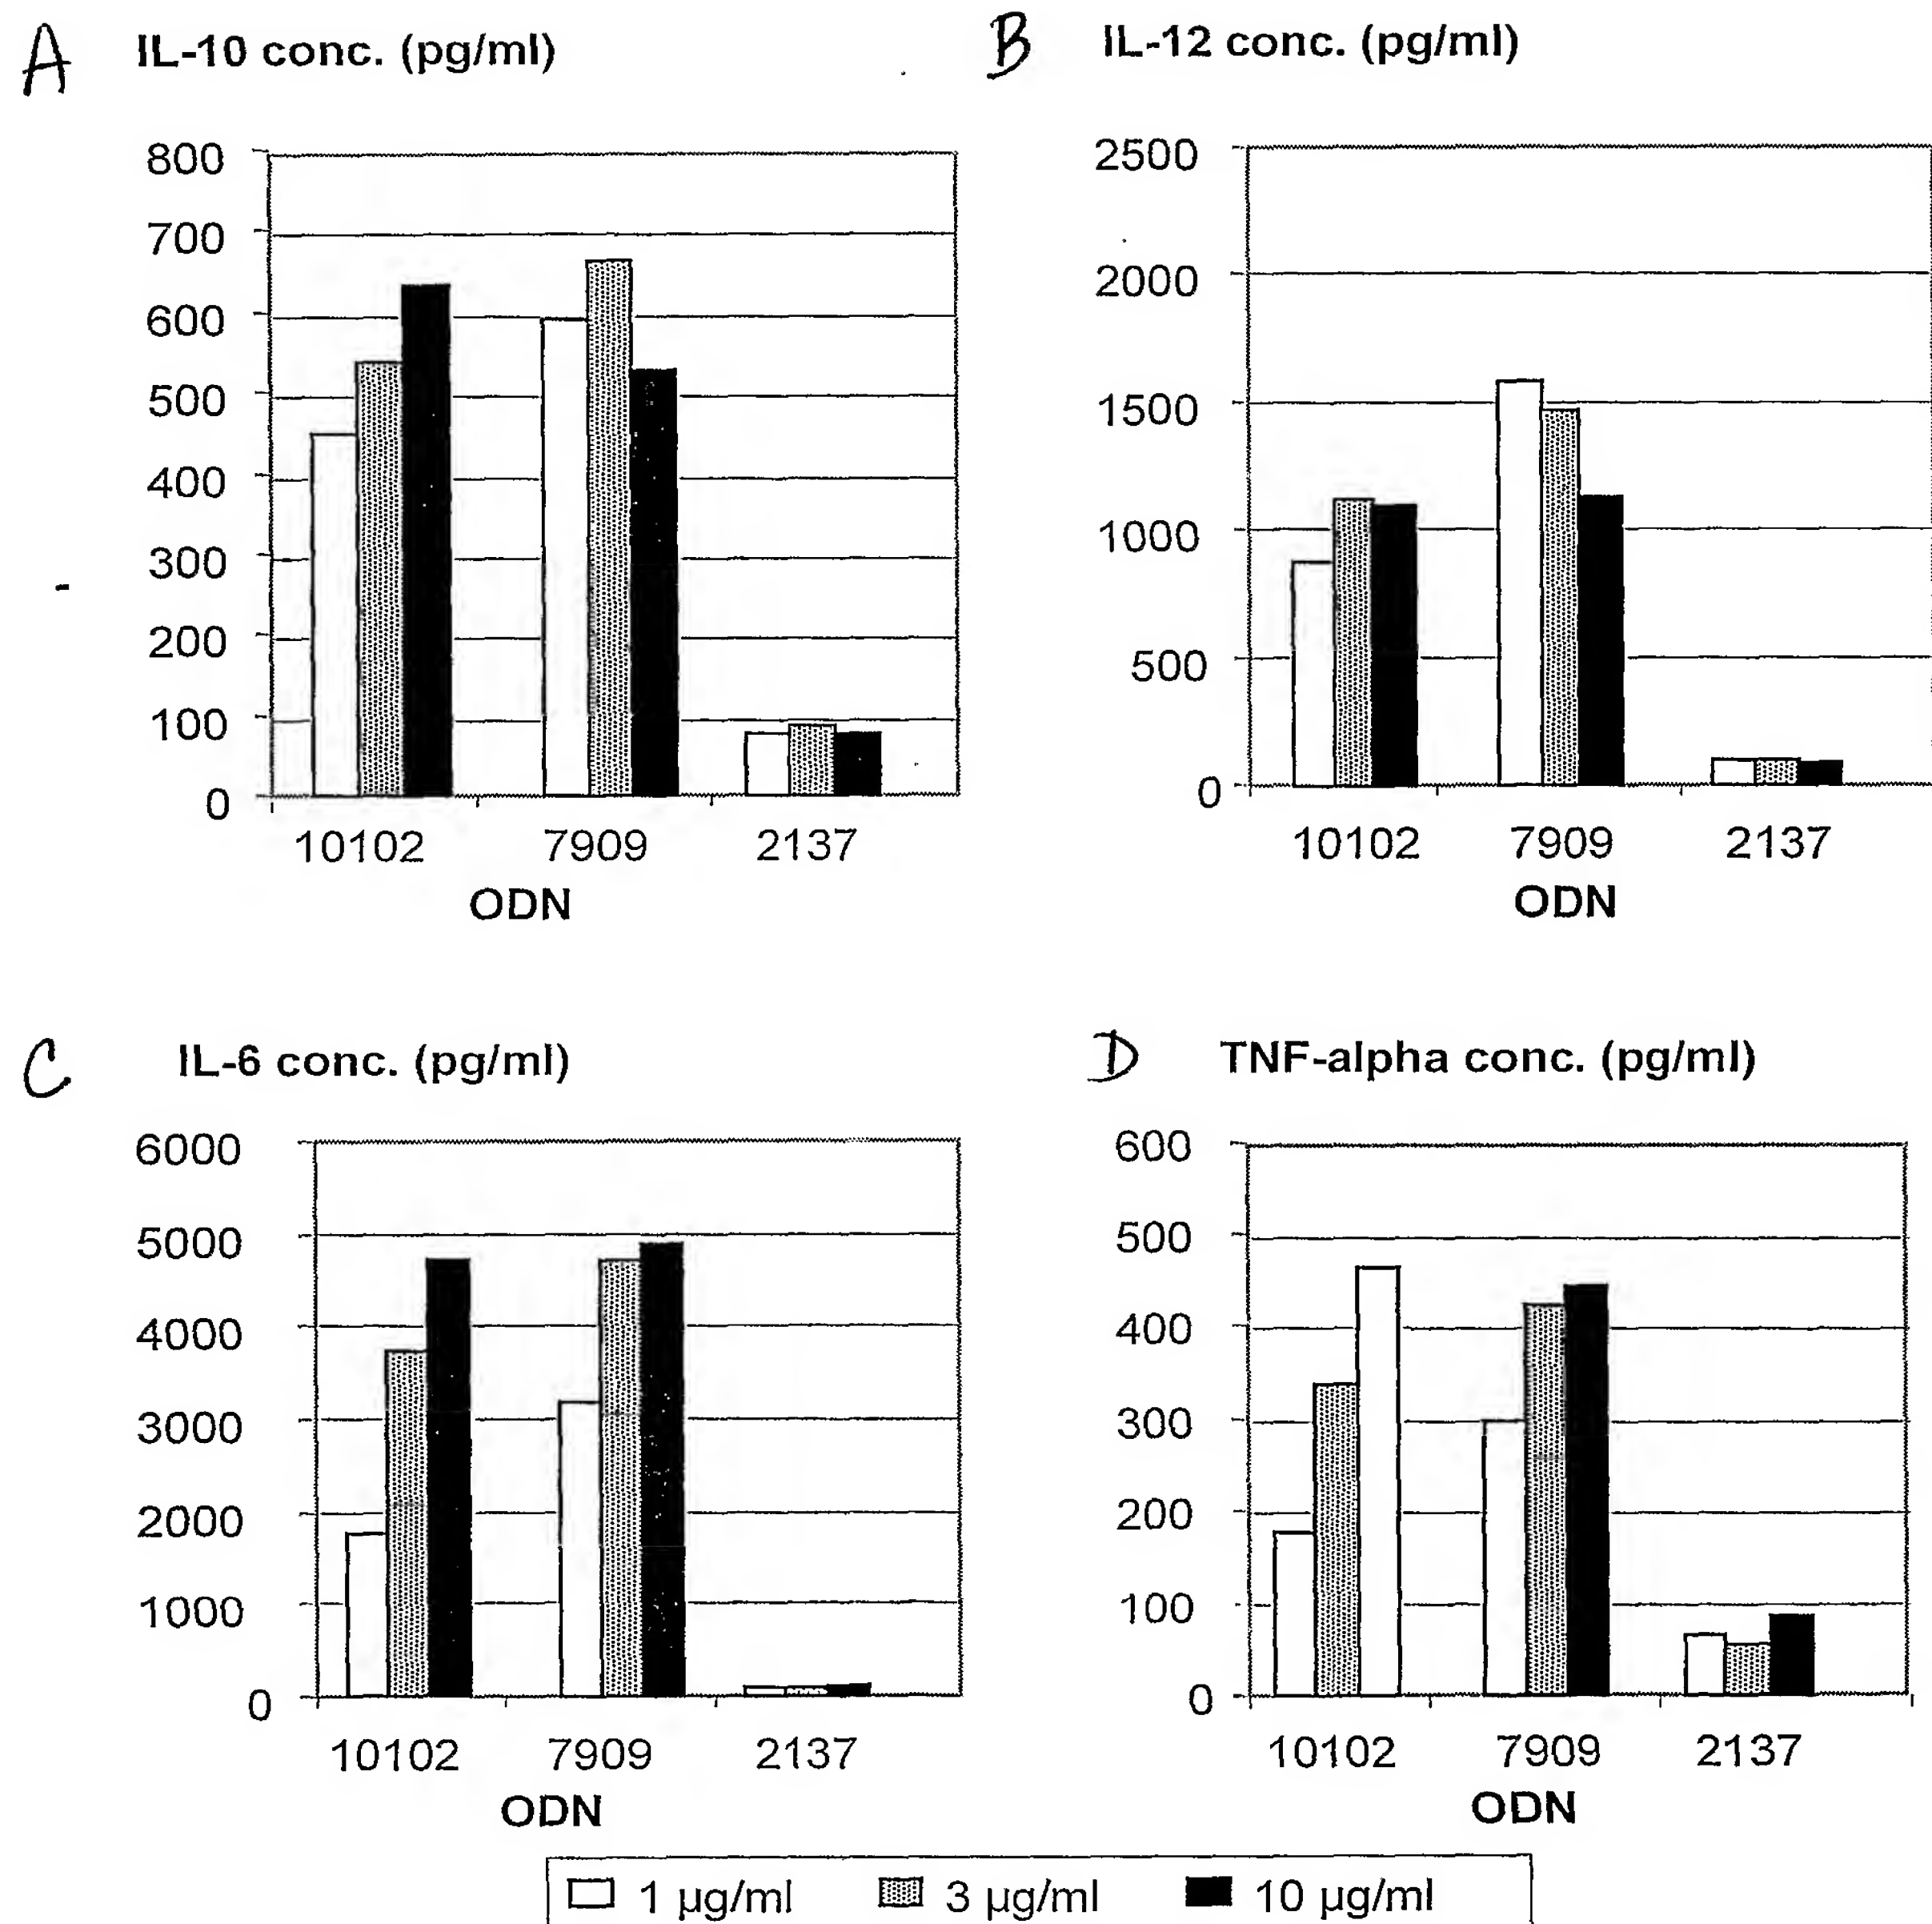 A IL-10 conc. (pg/ml)
800
700
600
500
400
300
200
100
0
10102 7909 2137
ODN
B IL-12 conc. (pg/ml)
2500
2000
1500
1000
500
0
10102 7909 2137
ODN
C IL-6 conc. (pg/ml)
6000
5000
4000
3000
2000
1000
0
10102 7909 2137
ODN
D TNF-alpha conc. (pg/ml)
600
500
400
300
200
100
0
10102 7909 2137
ODN
1 µg/ml 3 µg/ml 10 µg/ml